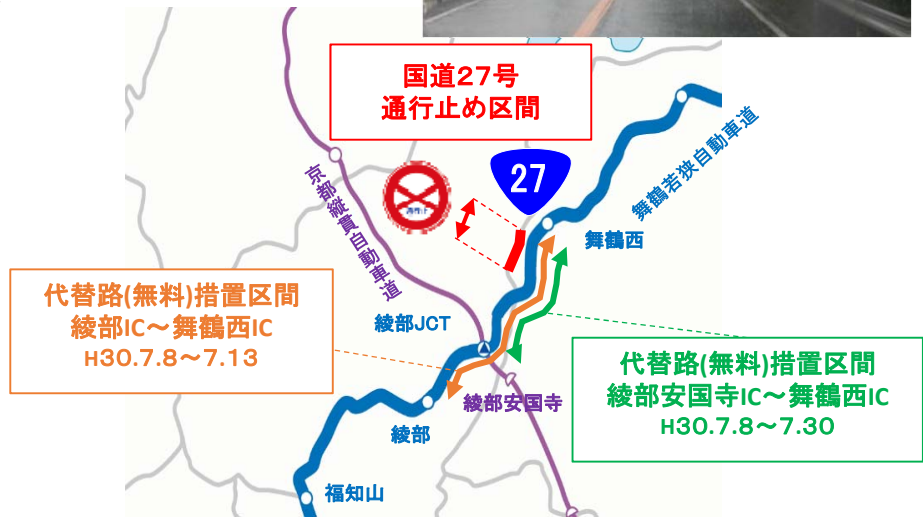 国道27号
通行止め区間
27
舞鶴若狭自動車道
京都縦貫自動車道
舞鶴西
代替路(無料)措置区間
綾部IC～舞鶴西IC
H30.7.8～7.13
綾部JCT
代替路(無料)措置区間
綾部安国寺IC～舞鶴西IC
H30.7.8～7.30
綾部安国寺
綾部
福知山